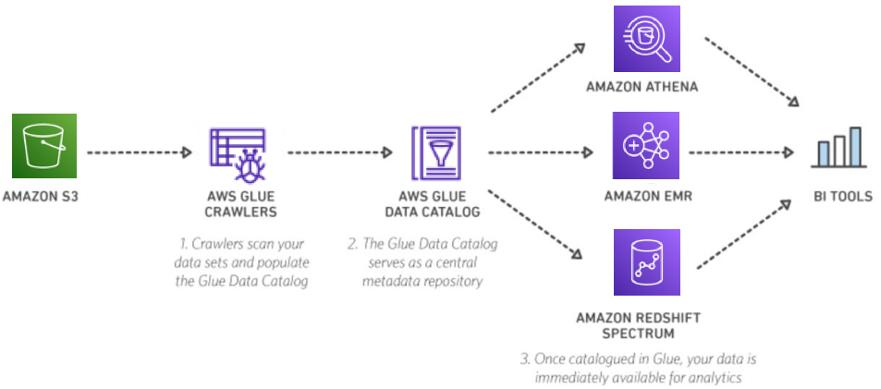 AMAZON ATHENA
AMAZON S3
AWS GLUE
CRAWLERS
AWS GLUE
DATA CATALOG
AMAZON EMR
BI TOOLS
1. Crawlers scan your
data sets and populate
the Glue Data Catalog
2. The Glue Data Catalog
serves as a central
metadata repository
AMAZON REDSHIFT
SPECTRUM
3. Once catalogued in Glue, your data is
immediately available for analytics